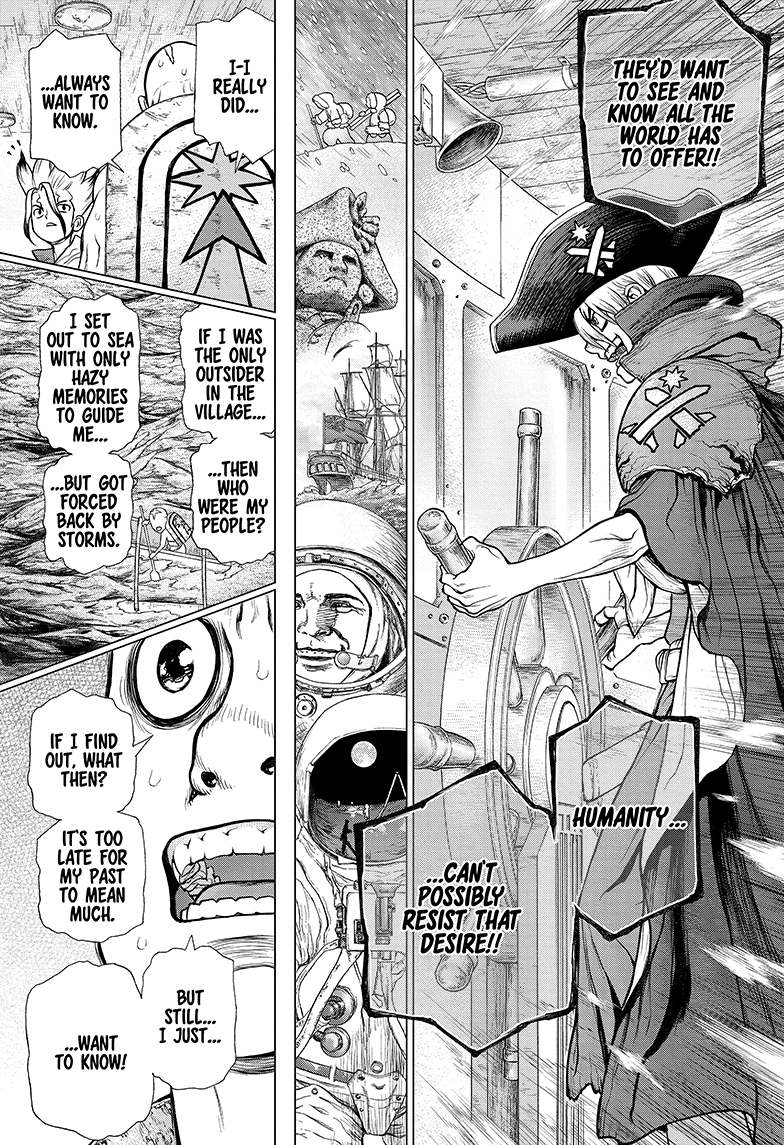 THEY'D WANT
TO SEE AND
KNOW ALL THE
WORLD HAS
TO OFFER!!
HUMANITY...
...CAN'T
POSSIBLY
RESIST THAT
DESIRE!!
I-I
REALLY
DID...
...ALWAYS
WANT TO
KNOW.
IF I WAS
THE ONLY
OUTSIDER
IN THE
VILLAGE...
...THEN
WHO
WERE MY
PEOPLE?
I SET
OUT TO SEA
WITH ONLY
HAZY
MEMORIES
TO GUIDE
ME...
...BUT GOT
FORCED
BACK BY
STORMS.
IF I FIND
OUT, WHAT
THEN?
IT'S TOO
LATE FOR
MY PAST
TO MEAN
MUCH.
BUT
STILL...
I JUST...
...WANT
TO KNOW!